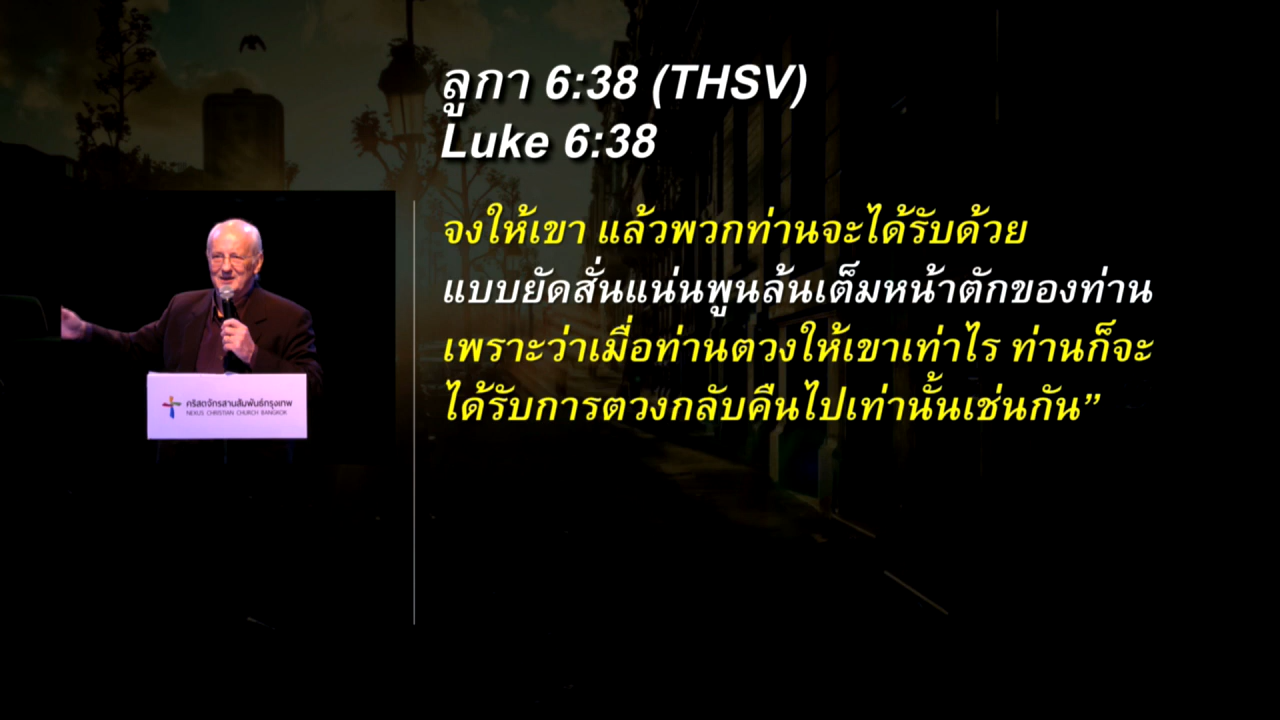 ลูกา 6:38 (THSV)
Luke 6:38
จงให้เขา แล้วพวกท่านจะได้รับด้วย
แบบยัดสั่นแน่นพูนล้นเต็มหน้าตักของท่าน
เพราะว่าเมื่อท่านตวงให้เขาเท่าไร ท่านก็จะ
ได้รับการตวงกลับคืนไปเท่านั้นเช่นกัน”
คริสตจักรสานสัมพันธ์กรุงเทพ
NEXUS CHRISTIAN CHURCH BANGKOK